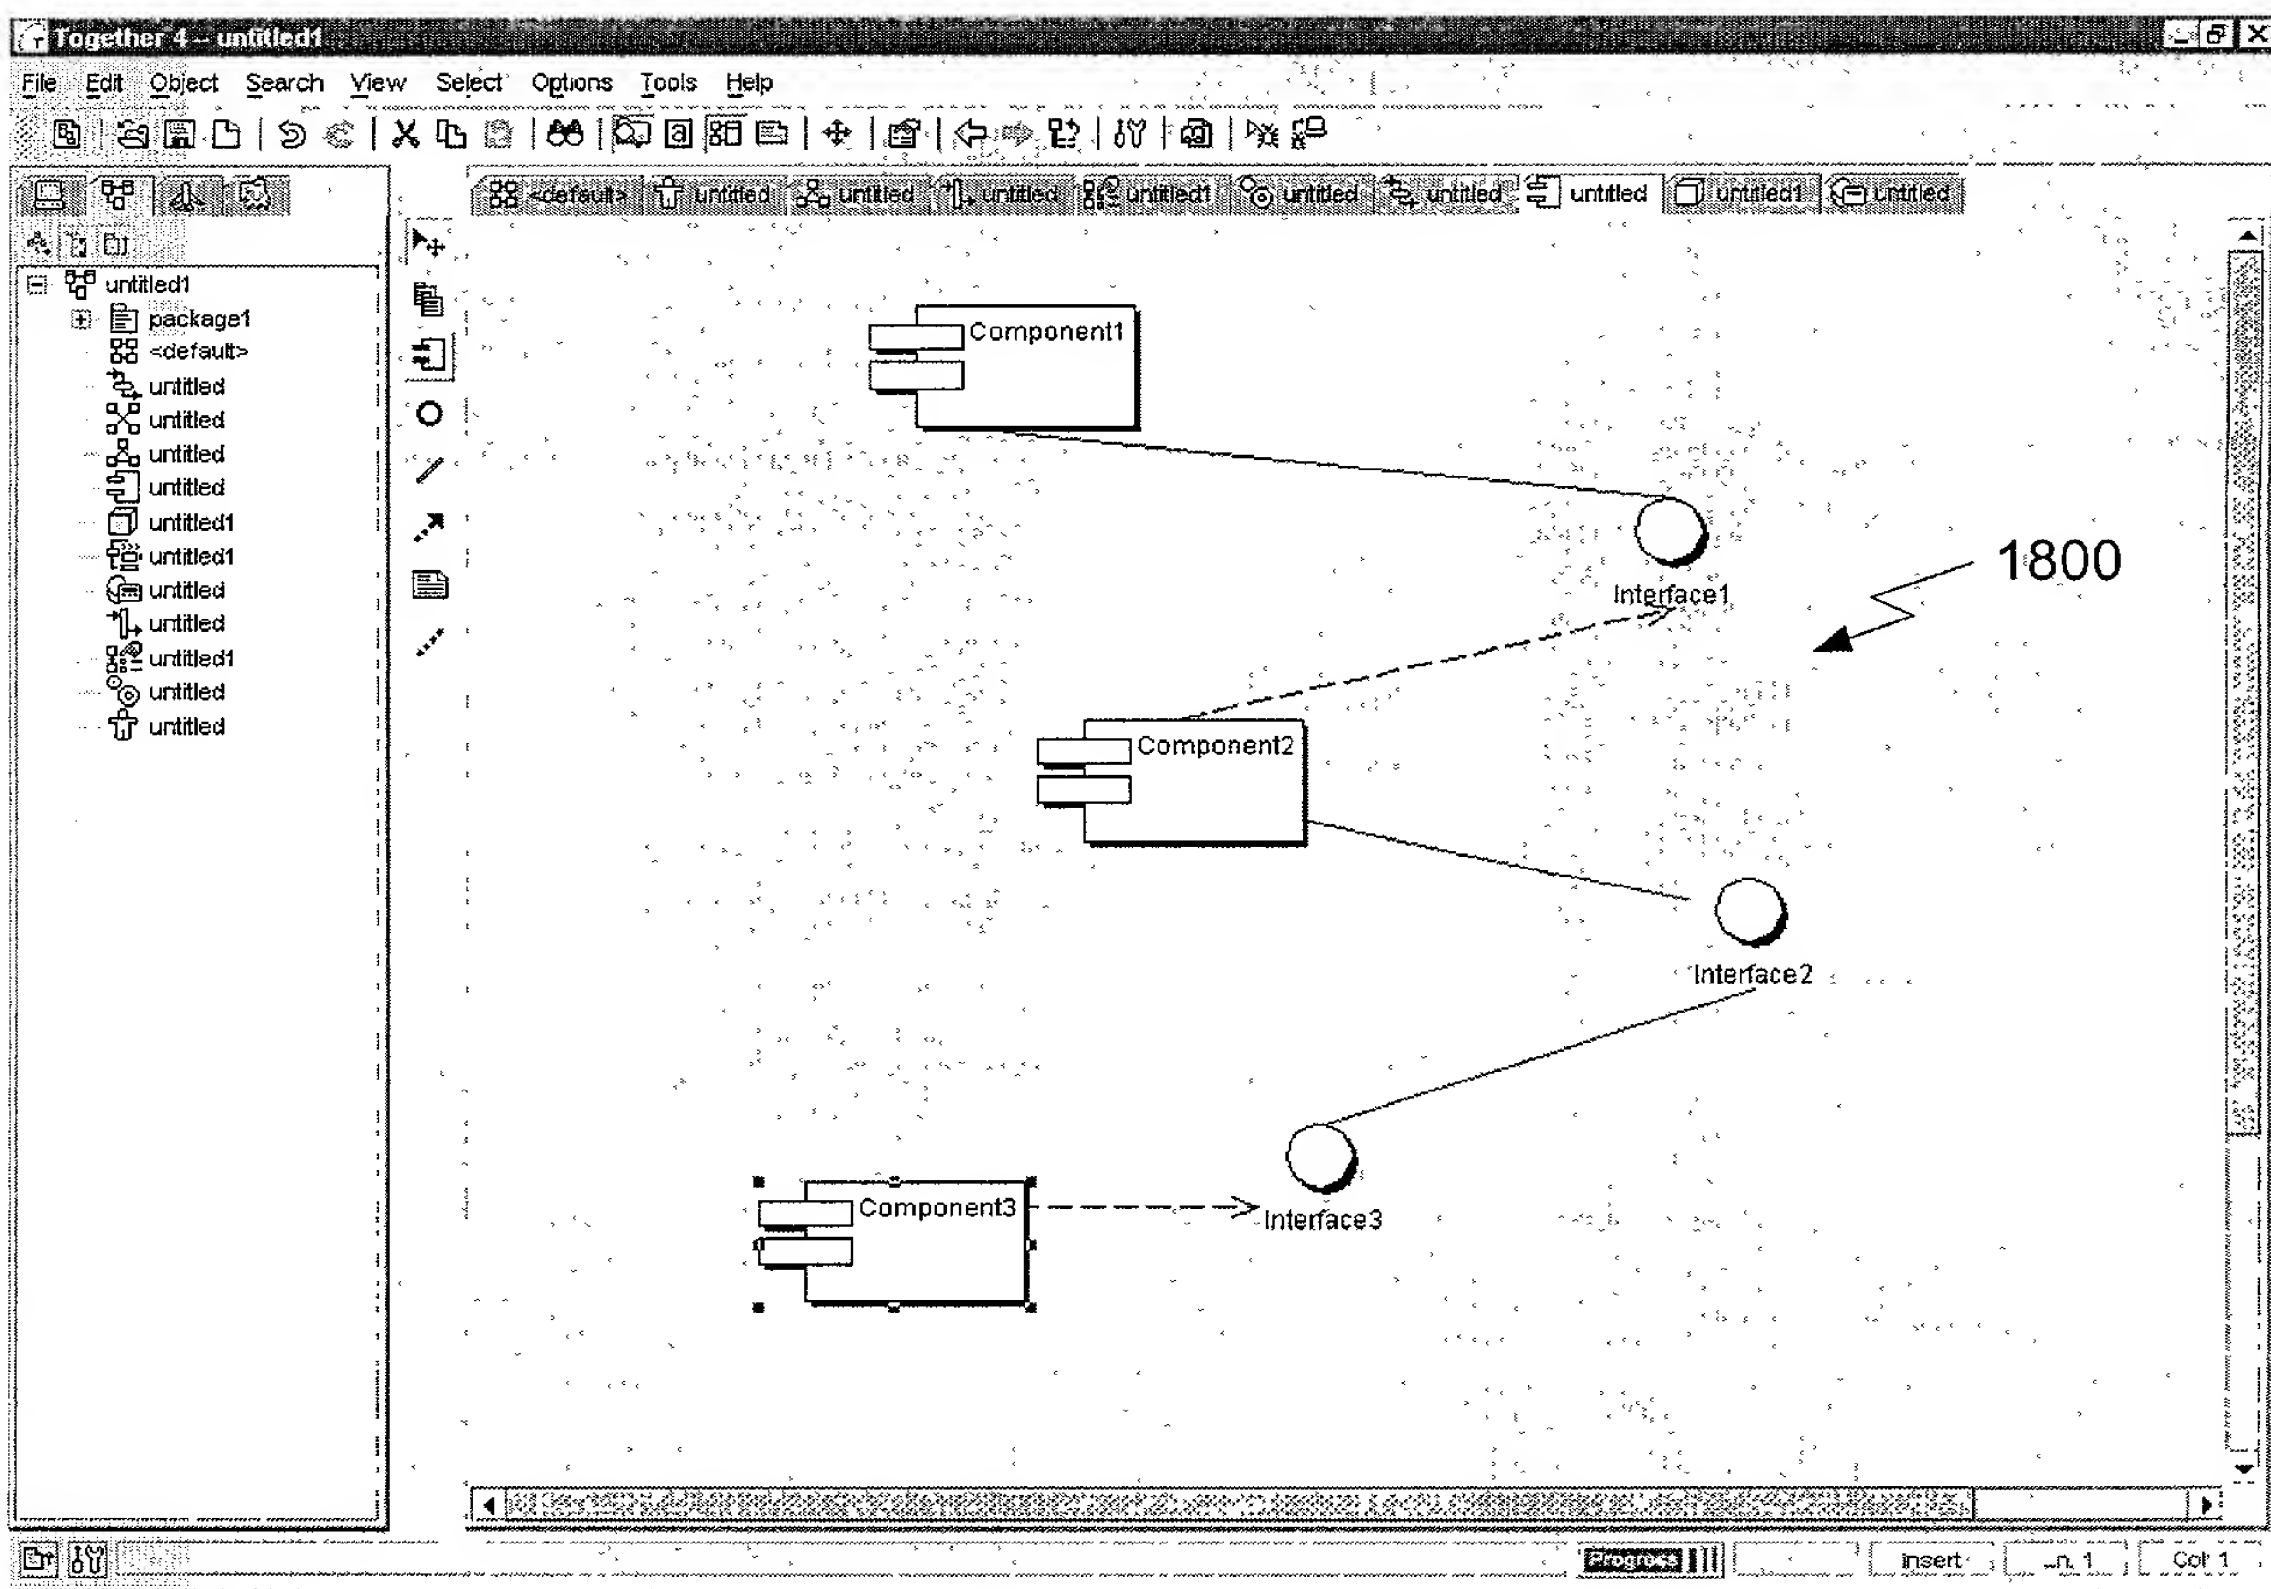 Together 4 – untitled1
File Edit Object Search View Select Options Tools Help
<default> untitled untitled untitled untitled1 untitled untitled untitled untitled1 untitled
untitled1
package1
<default>
untitled
untitled
untitled
untitled
untitled1
untitled1
untitled
untitled
untitled1
untitled
untitled
Component1
Interface1
1800
Component2
Interface2
Component3
Interface3
Progress Insert Ln. 1 Col 1